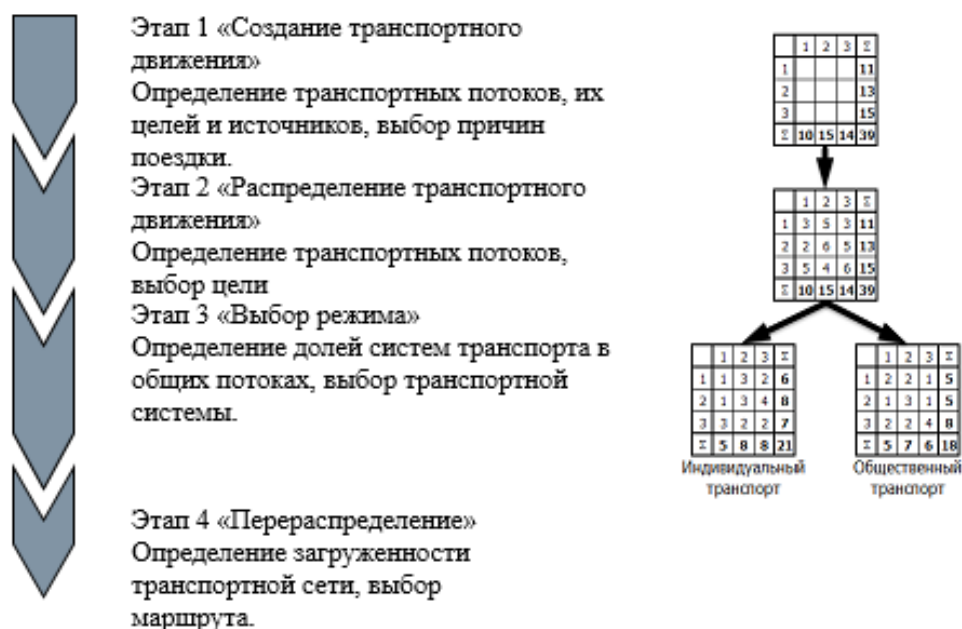 Этап 1 «Создание транспортного
движения»
Определение транспортных потоков, их
целей и источников, выбор причин
поездки.
Этап 2 «Распределение транспортного
движения»
Определение транспортных потоков,
выбор цели
Этап 3 «Выбор режима»
Определение долей систем транспорта в
общих потоках, выбор транспортной
системы.
Этап 4 «Перераспределение»
Определение загруженности
транспортной сети, выбор
маршрута.
1 2 3 Σ
1 11
2 13
3 15
Σ 10 15 14 39
1 2 3 Σ
1 3 5 3 11
2 2 6 5 13
3 5 4 6 15
Σ 10 15 14 39
1 2 3 Σ
1 1 3 2 6
2 1 3 4 8
3 3 2 2 7
Σ 5 8 8 21
Индивидуальный
транспорт
1 2 3 Σ
1 2 2 1 5
2 1 3 1 5
3 2 2 4 8
Σ 5 7 6 18
Общественный
транспорт